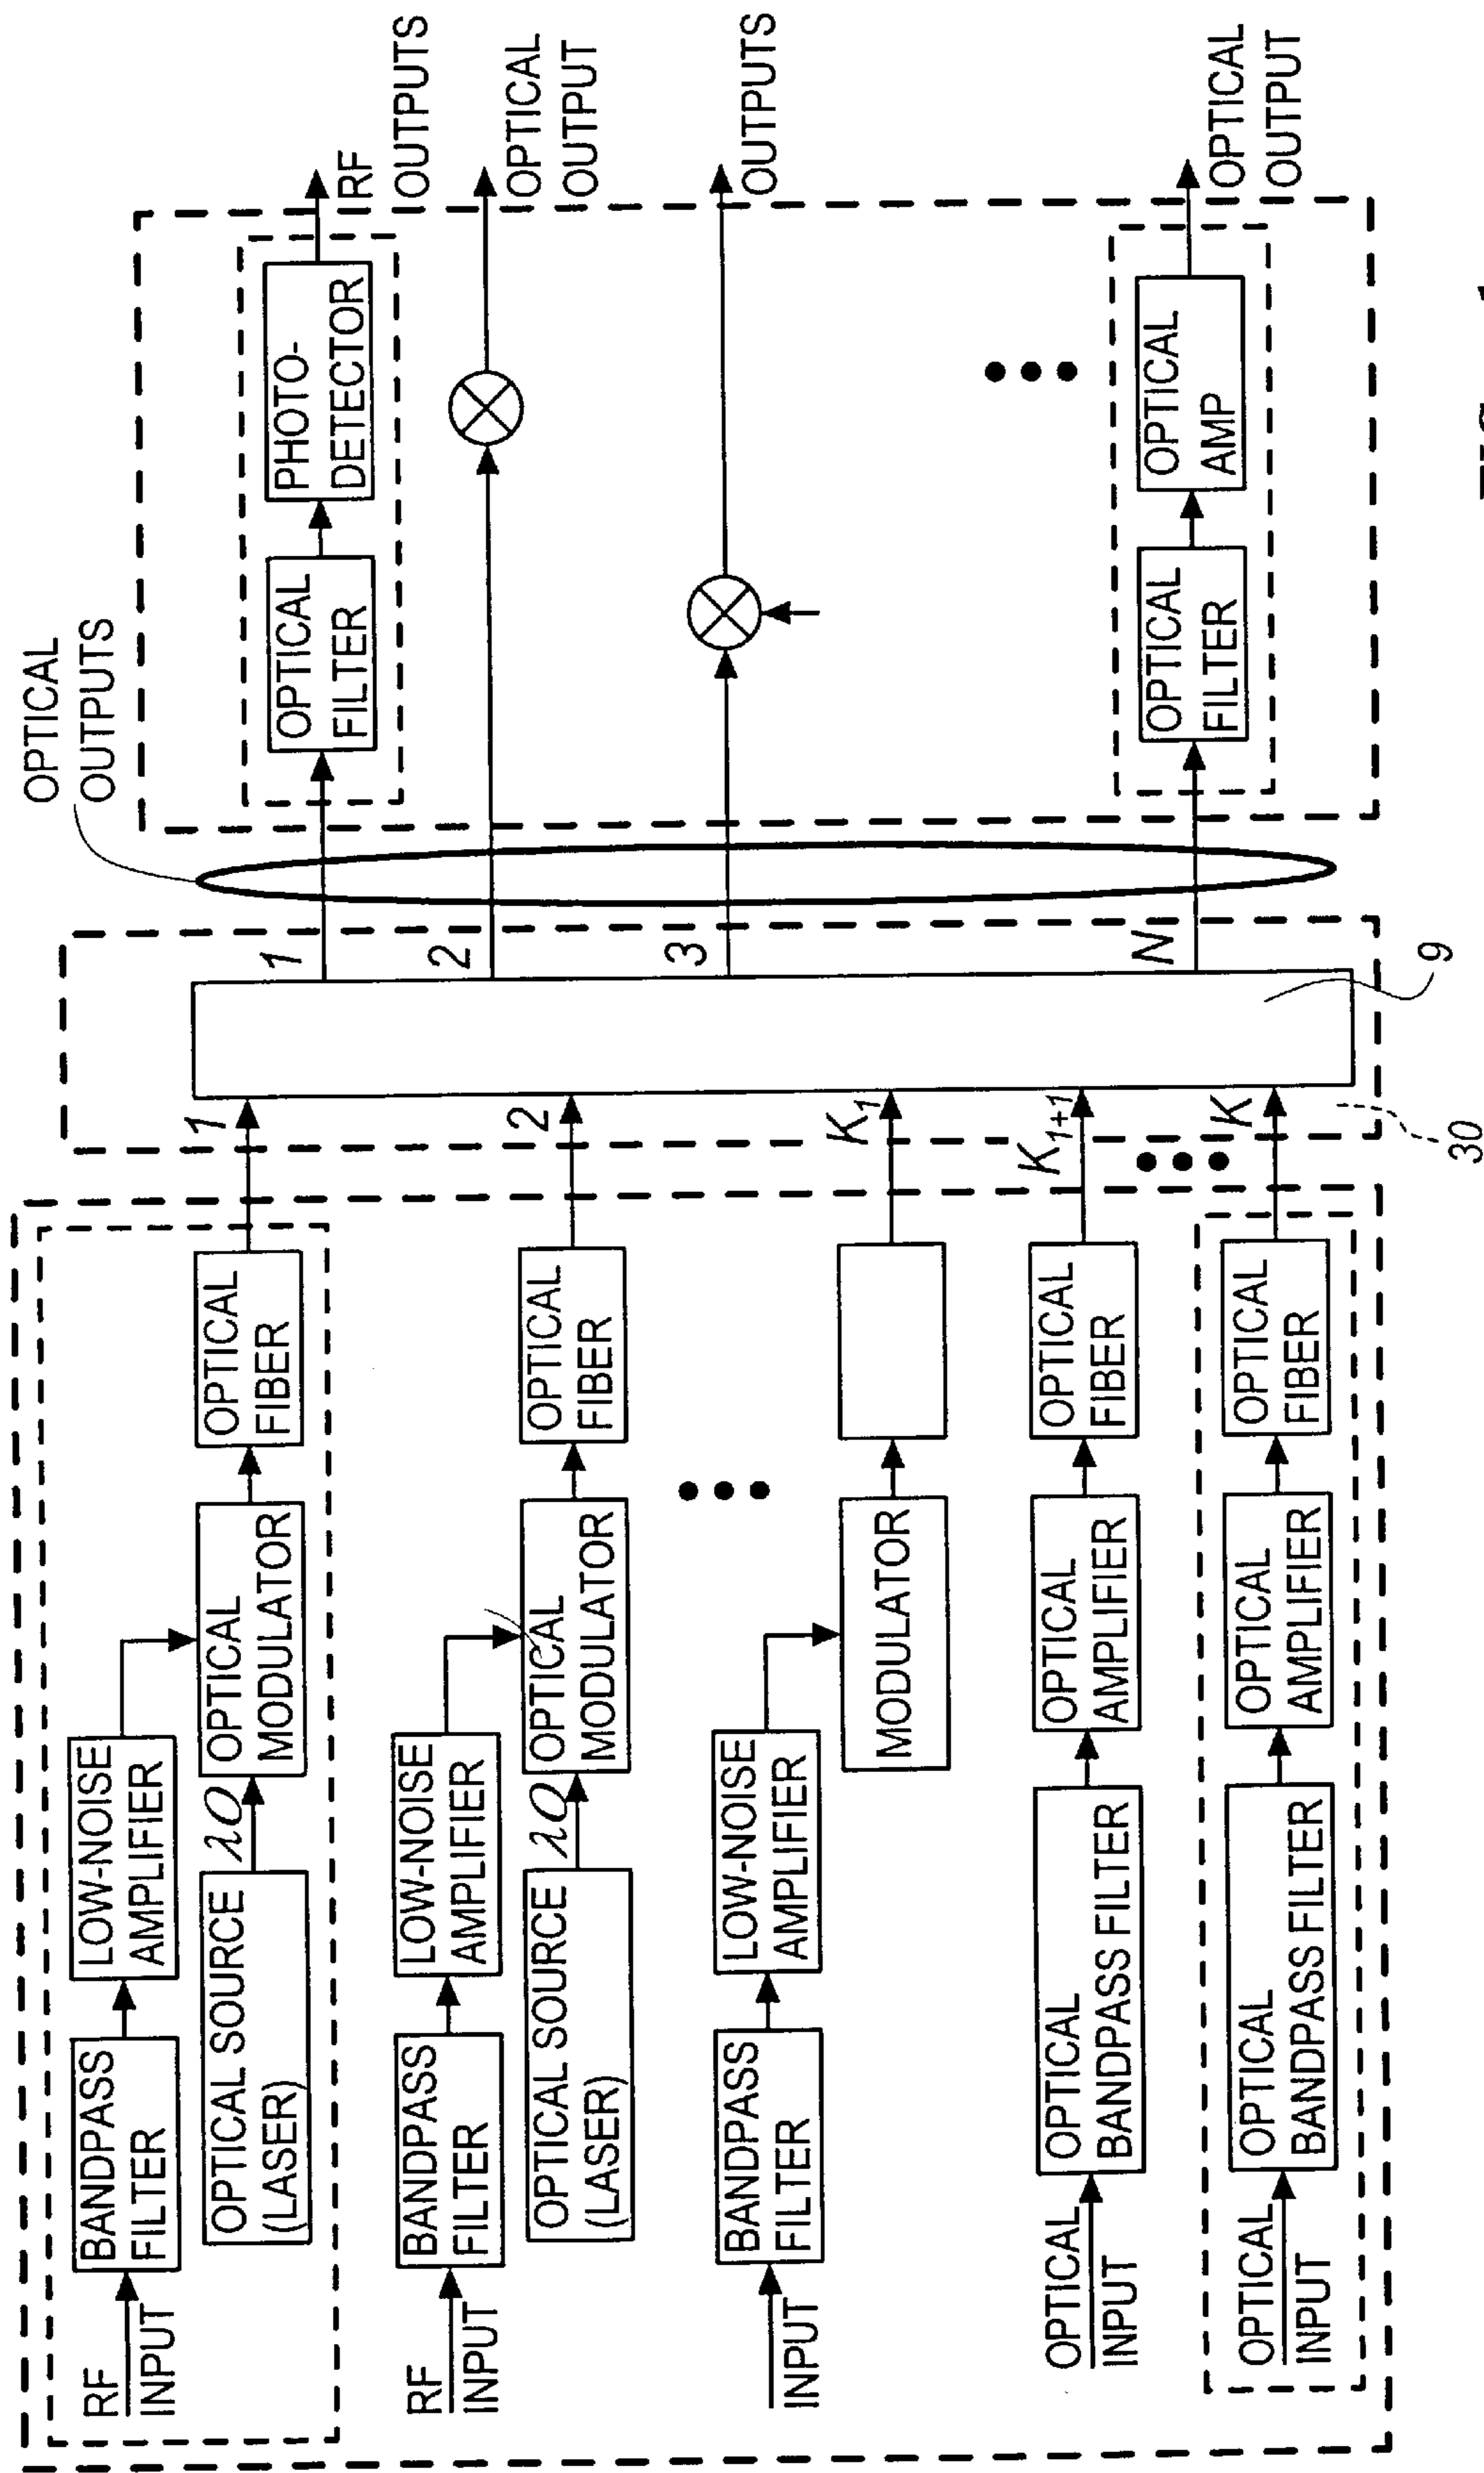 OPTICAL
OUTPUTS
RF
INPUT
BANDPASS
FILTER
LOW-NOISE
AMPLIFIER
OPTICAL SOURCE
(LASER)
λO
OPTICAL
MODULATOR
OPTICAL
FIBER
1
1
OPTICAL
FILTER
PHOTO-
DETECTOR
RF
OUTPUTS
RF
INPUT
BANDPASS
FILTER
LOW-NOISE
AMPLIFIER
OPTICAL SOURCE
(LASER)
λO
OPTICAL
MODULATOR
OPTICAL
FIBER
2
2
OPTICAL
OUTPUT
INPUT
BANDPASS
FILTER
LOW-NOISE
AMPLIFIER
MODULATOR
K1
3
OUTPUTS
OPTICAL
INPUT
OPTICAL
BANDPASS FILTER
OPTICAL
AMPLIFIER
OPTICAL
FIBER
K1+1
OPTICAL
INPUT
OPTICAL
BANDPASS FILTER
OPTICAL
AMPLIFIER
OPTICAL
FIBER
K
N
OPTICAL
FILTER
OPTICAL
AMP
OPTICAL
OUTPUT
9
30